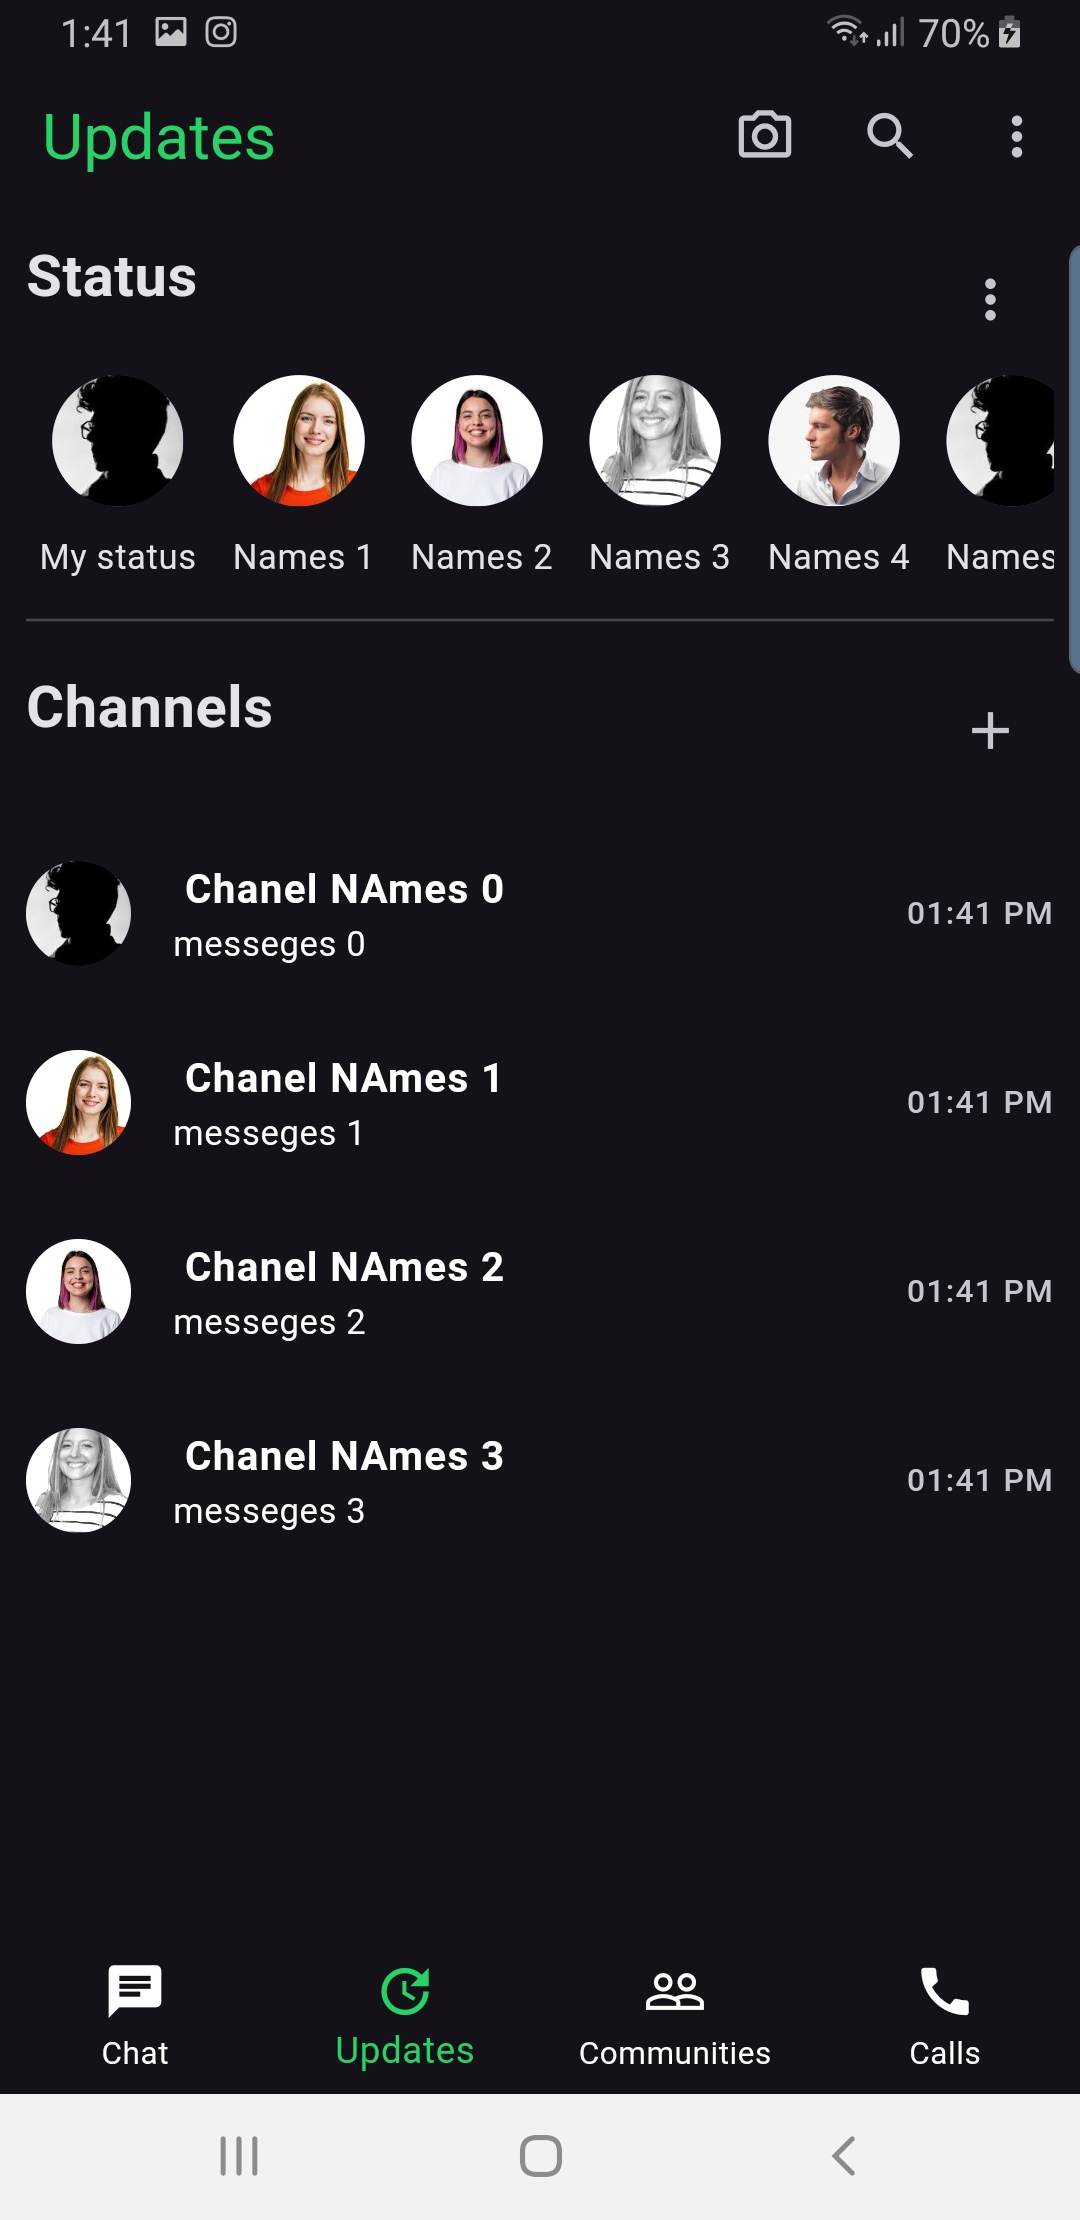 1:41 70%
Updates
Status
My status Names 1 Names 2 Names 3 Names 4 Names
Channels
Chanel NAmes 0
messeges 0
01:41 PM
Chanel NAmes 1
messeges 1
01:41 PM
Chanel NAmes 2
messeges 2
01:41 PM
Chanel NAmes 3
messeges 3
01:41 PM
Chat Updates Communities Calls